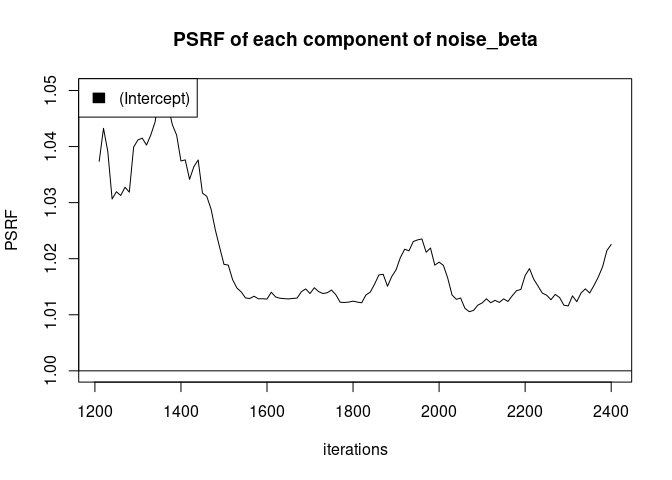 PSRF of each component of noise_beta
(Intercept)
PSRF
1.05
1.04
1.03
1.02
1.01
1.00
1200 1400 1600 1800 2000 2200 2400
iterations